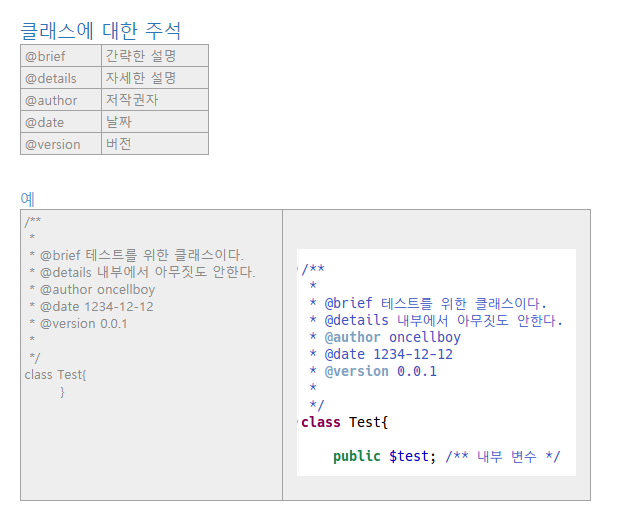 클래스에 대한 주석
@brief 간략한 설명
@details 자세한 설명
@author 저작권자
@date 날짜
@version 버전
예
/**
*
* @brief 테스트를 위한 클래스이다.
* @details 내부에서 아무짓도 안한다.
* @author oncellboy
* @date 1234-12-12
* @version 0.0.1
*
*/
class Test{
}
/**
*
* @brief 테스트를 위한 클래스이다.
* @details 내부에서 아무짓도 안한다.
* @author oncellboy
* @date 1234-12-12
* @version 0.0.1
*
*/
class Test{
public $test; /** 내부 변수 */